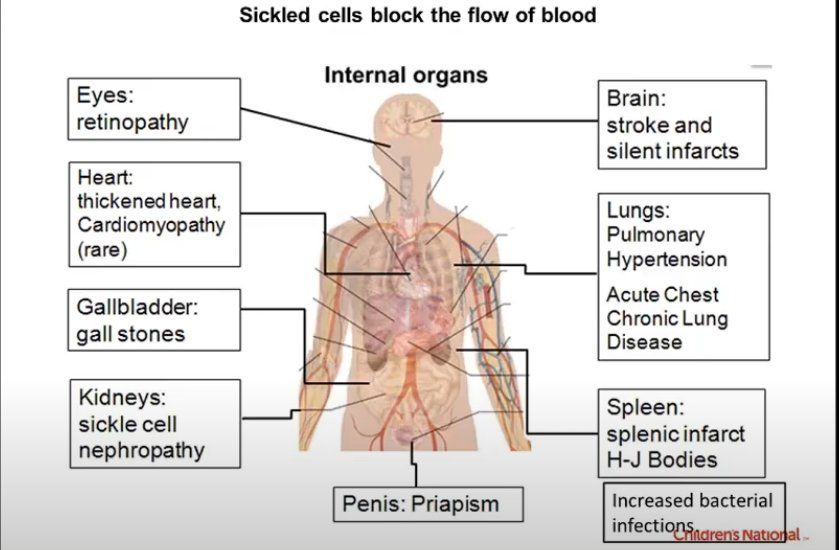 Sickled cells block the flow of blood
Internal organs
Eyes:
retinopathy
Heart:
thickened heart,
Cardiomyopathy
(rare)
Gallbladder:
gall stones
Kidneys:
sickle cell
nephropathy
Penis: Priapism
Brain:
stroke and
silent infarcts
Lungs:
Pulmonary
Hypertension
Acute Chest
Chronic Lung
Disease
Spleen:
splenic infarct
H-J Bodies
Increased bacterial
infections.
Children's National